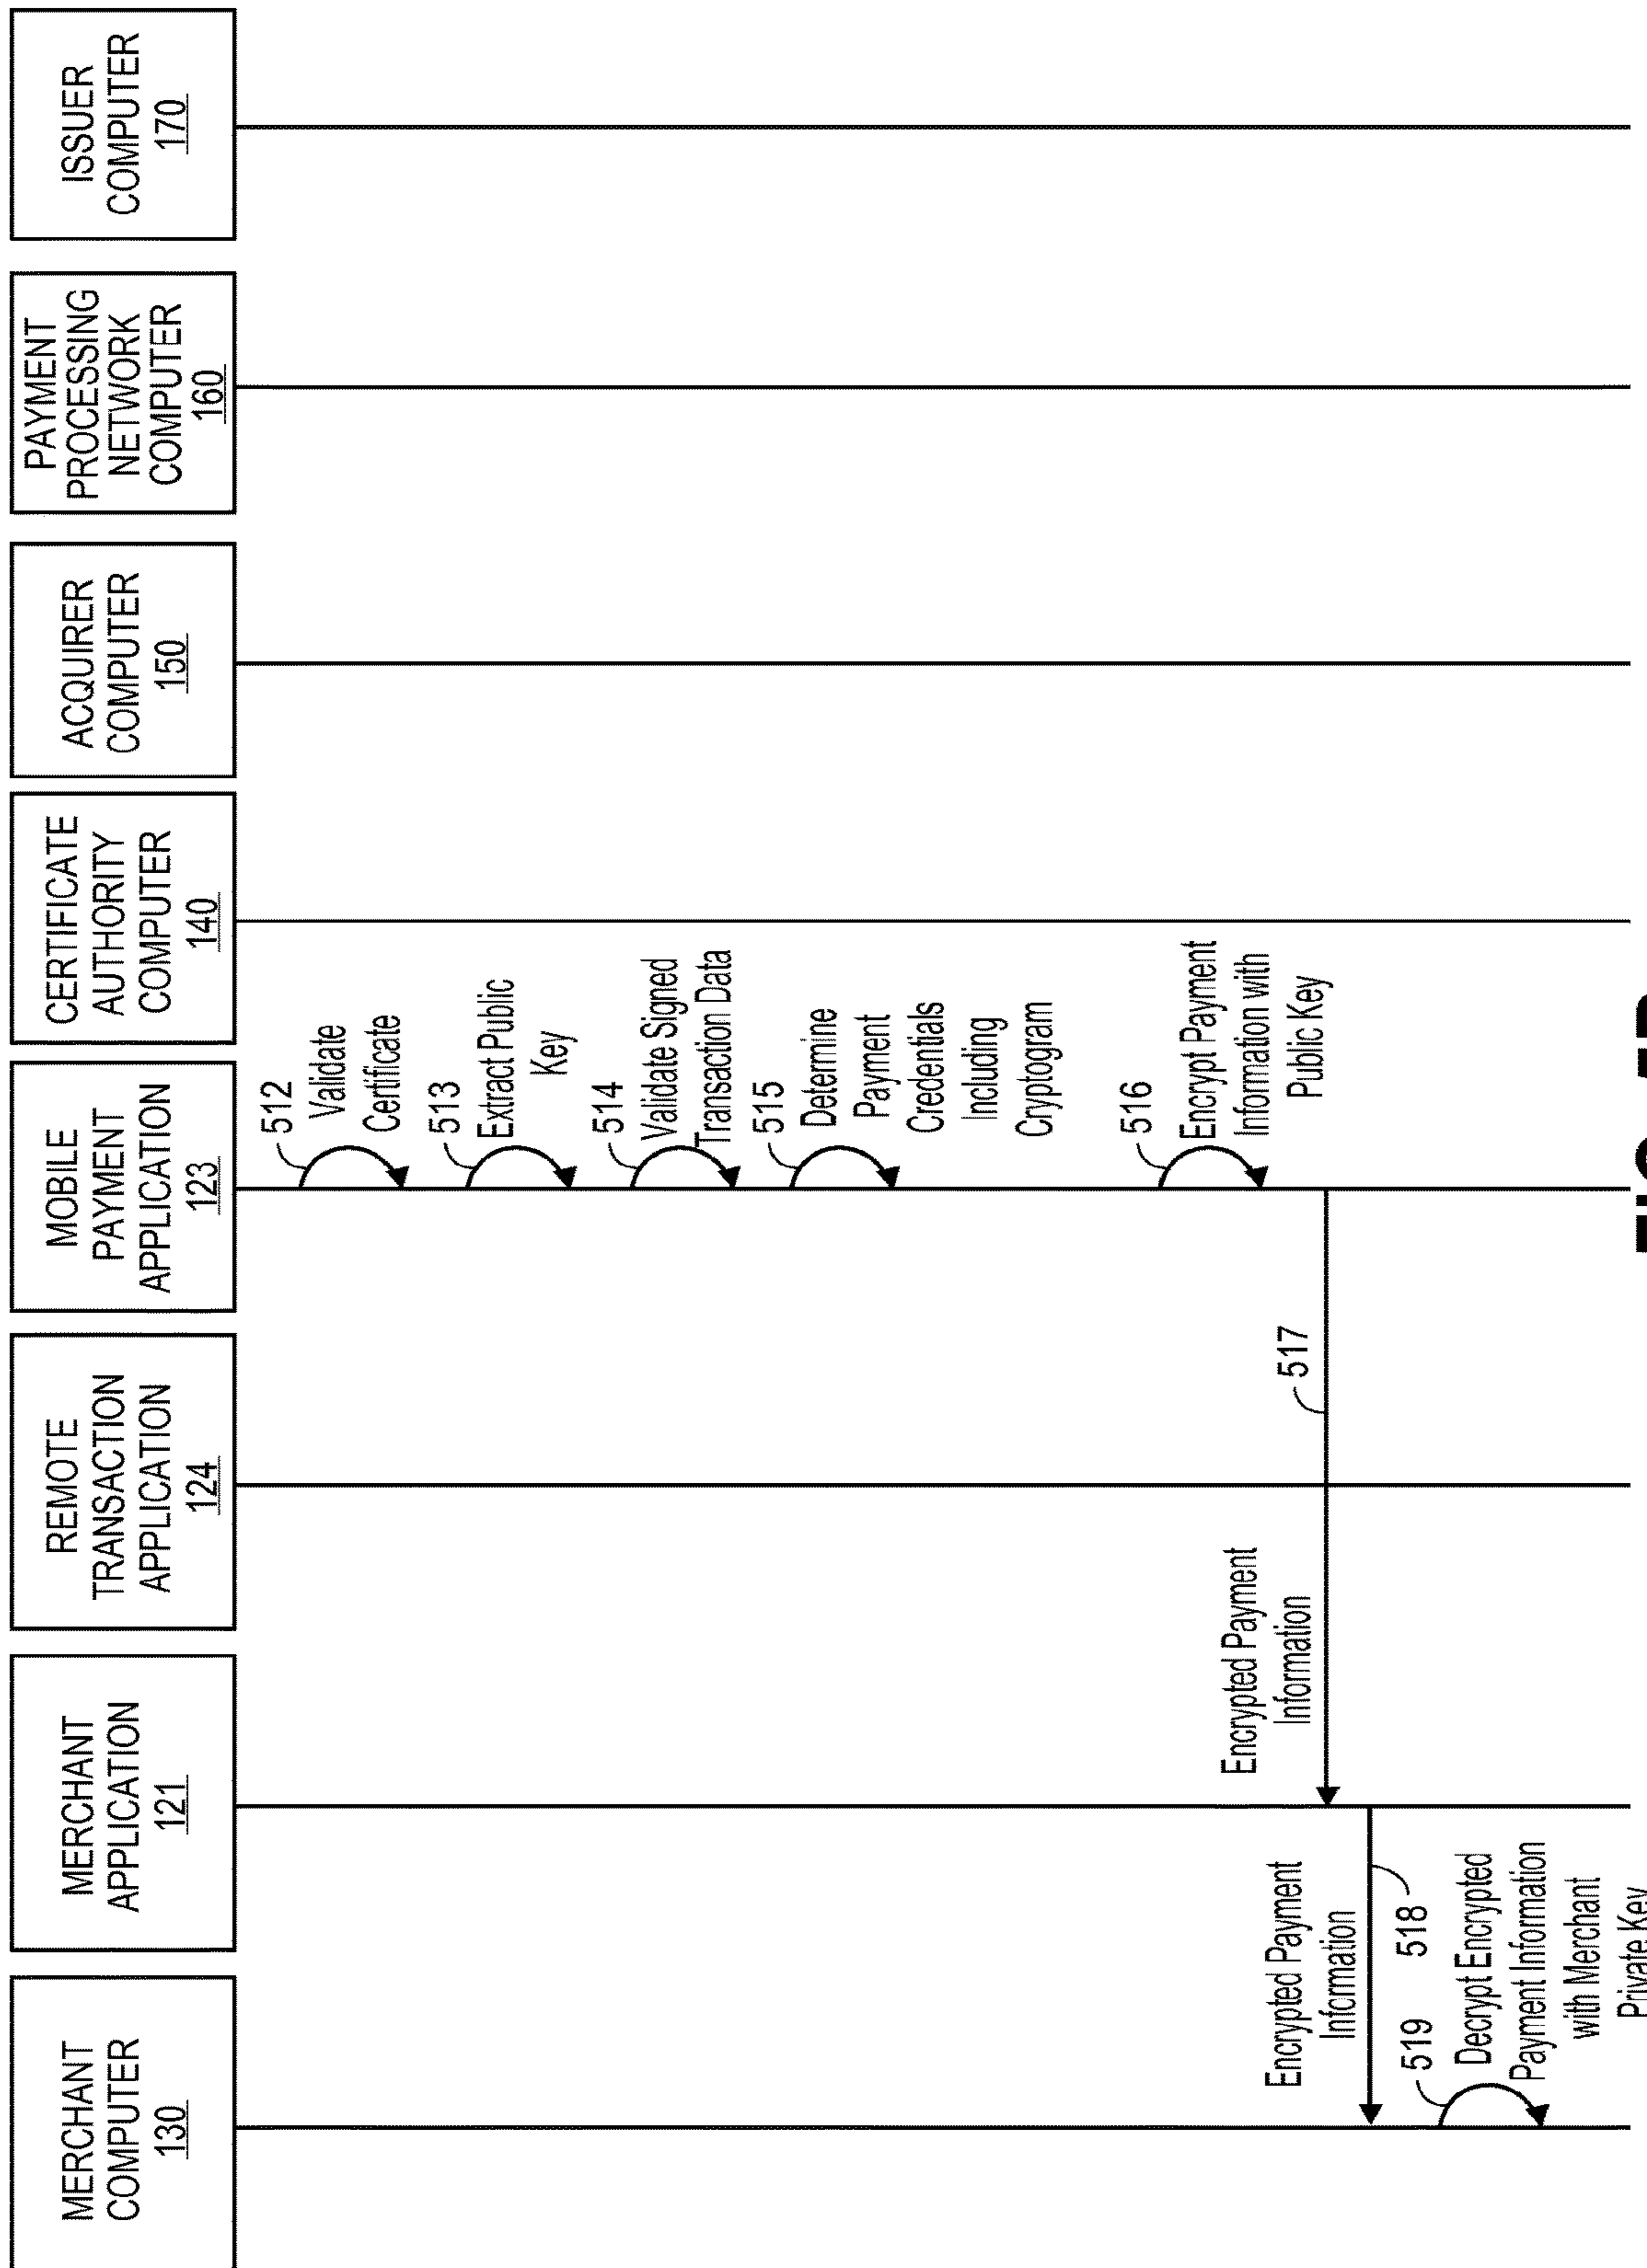 MERCHANT
COMPUTER
130
MERCHANT
APPLICATION
121
REMOTE
TRANSACTION
APPLICATION
124
MOBILE
PAYMENT
APPLICATION
123
CERTIFICATE
AUTHORITY
COMPUTER
140
ACQUIRER
COMPUTER
150
PAYMENT
PROCESSING
NETWORK
COMPUTER
160
ISSUER
COMPUTER
170
512
Validate
Certificate
513
Extract Public
Key
514
Validate Signed
Transaction Data
515
Determine
Payment
Credentials
Including
Cryptogram
516
Encrypt Payment
Information with
Public Key
Encrypted Payment
Information
517
Encrypted Payment
Information
518
519
Decrypt Encrypted
Payment Information
with Merchant
Private Key